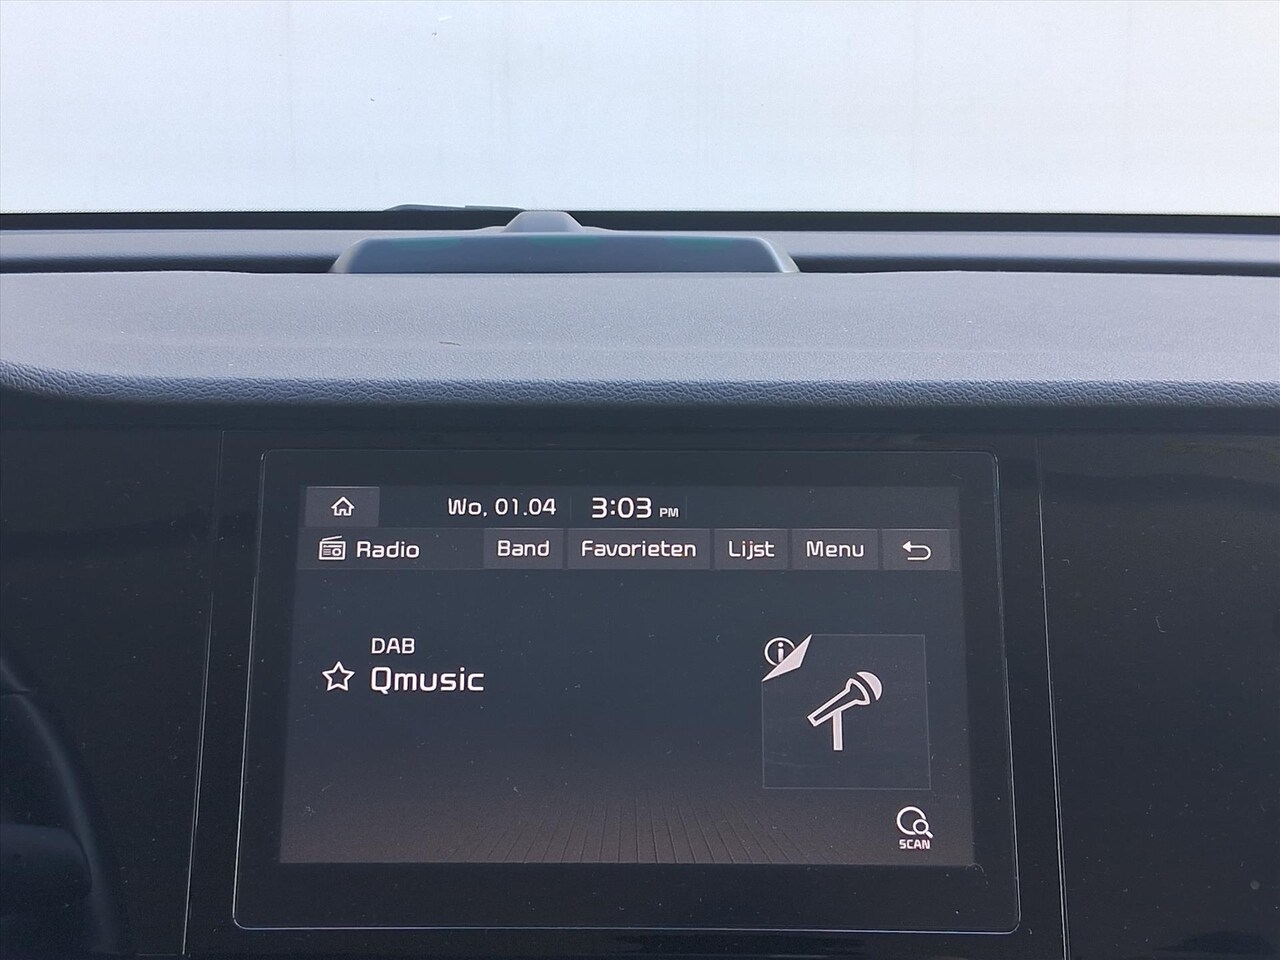 Wo, 01.04 3:03 PM
Radio Band Favorieten Lijst Menu
DAB
Qmusic
SCAN